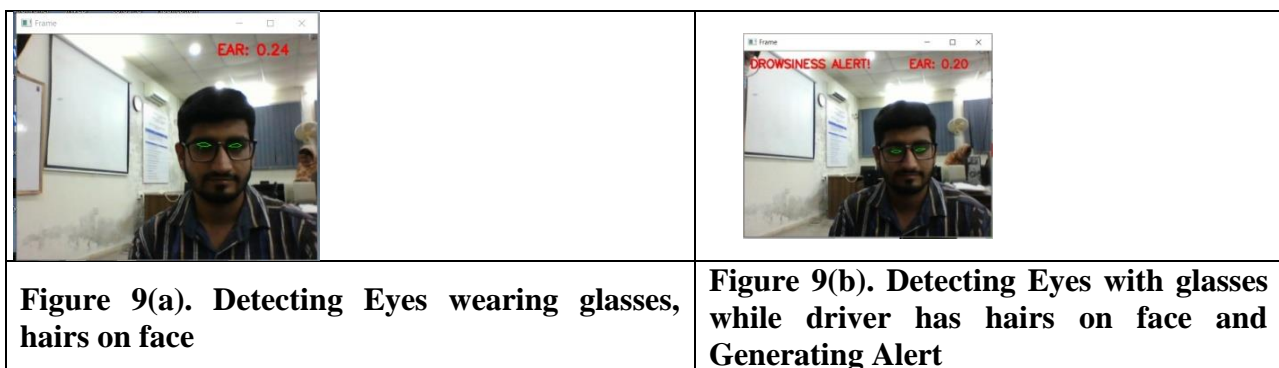 Frame
EAR: 0.24
Frame
DROWSINESS ALERT!
EAR: 0.20
Figure 9(a). Detecting Eyes wearing glasses,
hairs on face
Figure 9(b). Detecting Eyes with glasses
while driver has hairs on face and
Generating Alert